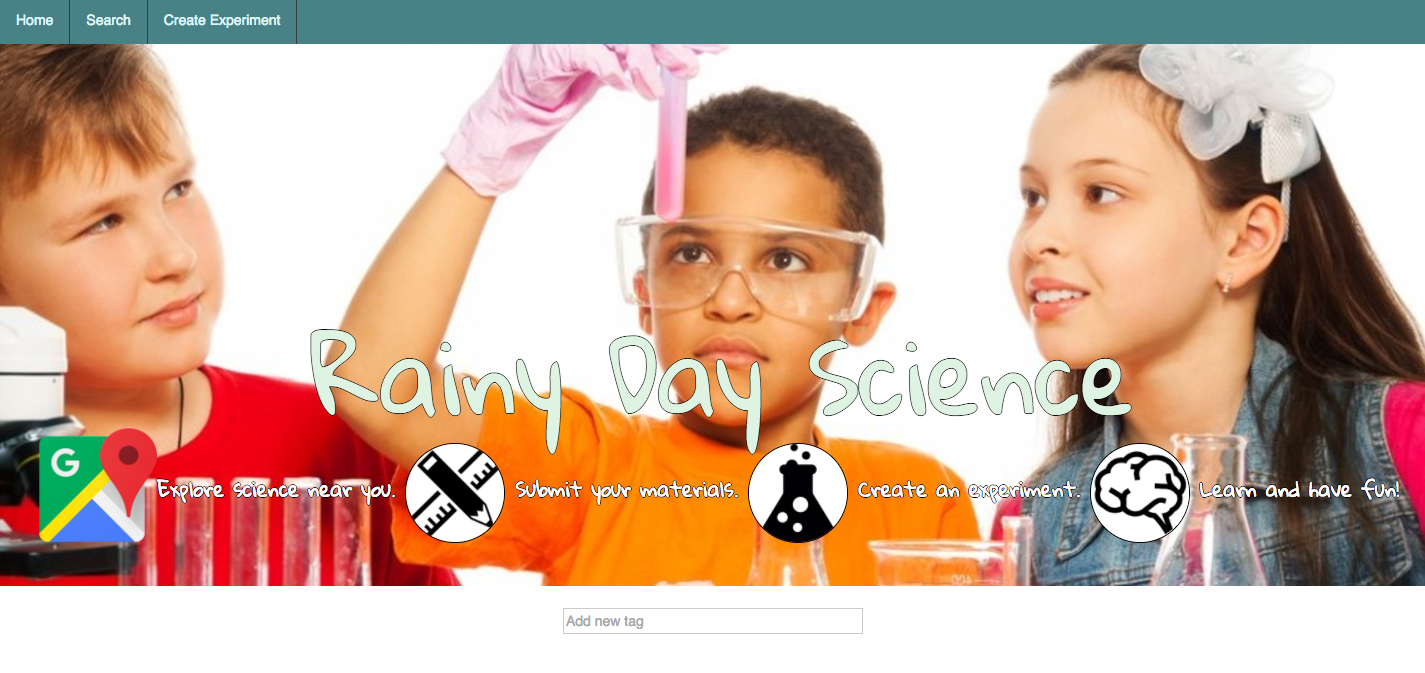 Home Search Create Experiment
Rainy Day Science
G
Explore science near you. Submit your materials. Create an experiment. Learn and have fun!
Add new tag